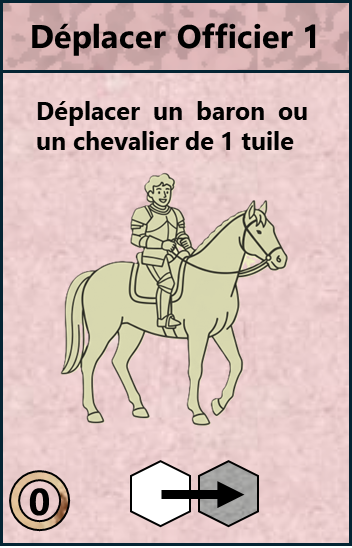 Déplacer Officier 1
Déplacer un baron ou
un chevalier de 1 tuile
0